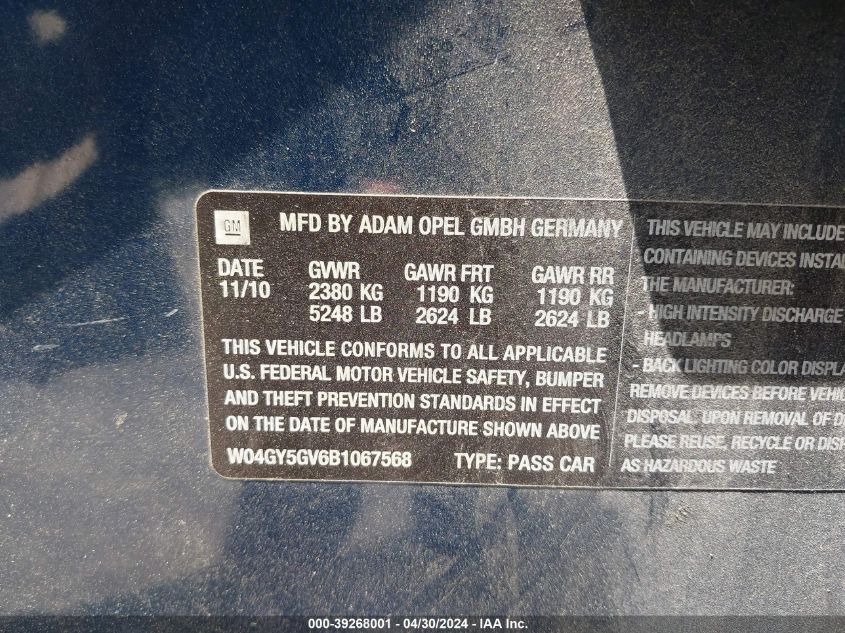 GM
MFD BY ADAM OPEL GMBH GERMANY
DATE GVWR GAWR FRT GAWR RR
11/10 2380 KG 1190 KG 1190 KG
5248 LB 2624 LB 2624 LB
THIS VEHICLE CONFORMS TO ALL APPLICABLE
U.S. FEDERAL MOTOR VEHICLE SAFETY, BUMPER
AND THEFT PREVENTION STANDARDS IN EFFECT
ON THE DATE OF MANUFACTURE SHOWN ABOVE
W04GY5GV6B1067568 TYPE: PASS CAR
THIS VEHICLE MAY INCLUDE
CONTAINING DEVICES INSTA
THE MANUFACTURER:
- HIGH INTENSITY DISCHARGE
HEADLAMPS
- BACK LIGHTING COLOR DISPLA
REMOVE DEVICES BEFORE VEHIC
DISPOSAL. UPON REMOVAL OF D
PLEASE REUSE, RECYCLE OR DISP
AS HAZARDOUS WASTE
000-39268001 - 04/30/2024 - IAA Inc.